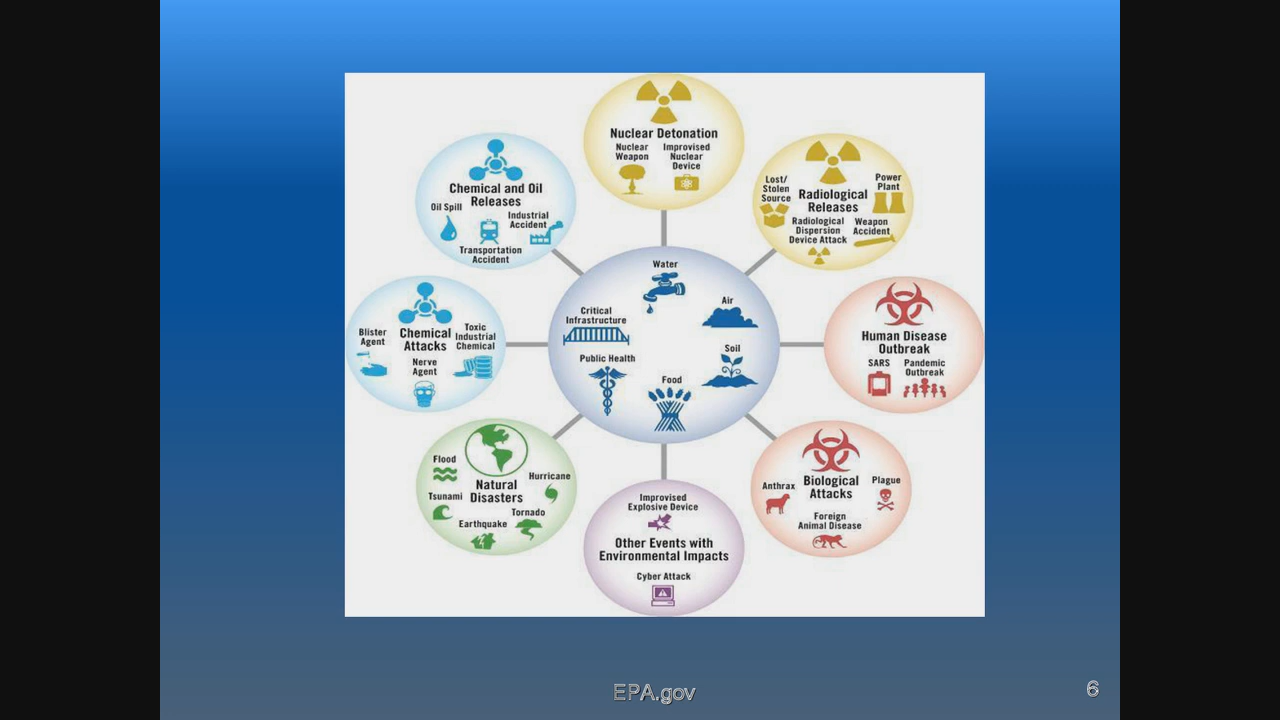 Nuclear Detonation
Nuclear
Weapon
Improvised
Nuclear
Device
Radiological
Releases
Lost/
Stolen
Source
Power
Plant
Radiological
Dispersion
Device Attack
Weapon
Accident
Human Disease
Outbreak
SARS
Pandemic
Outbreak
Biological
Attacks
Anthrax
Plague
Foreign
Animal Disease
Improvised
Explosive Device
Other Events with
Environmental Impacts
Cyber Attack
Natural
Disasters
Flood
Hurricane
Tsunami
Tornado
Earthquake
Chemical
Attacks
Blister
Agent
Toxic
Industrial
Chemical
Nerve
Agent
Chemical and Oil
Releases
Oil Spill
Industrial
Accident
Transportation
Accident
Water
Air
Soil
Food
Public Health
Critical
Infrastructure
EPA.gov
6